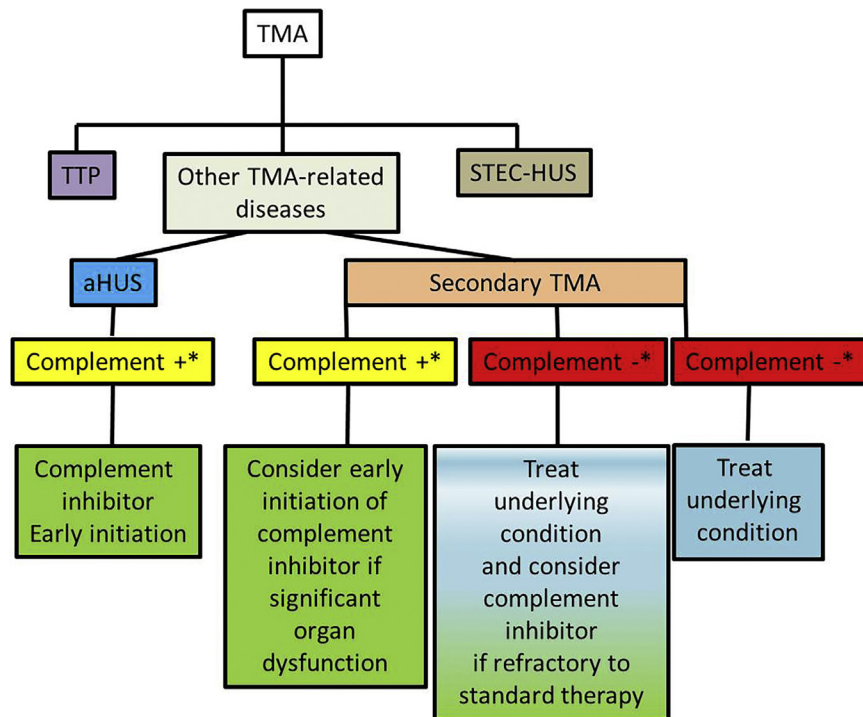 TMA
TTP
Other TMA-related
diseases
STEC-HUS
aHUS
Secondary TMA
Complement +*
Complement +*
Complement -*
Complement -*
Complement
inhibitor
Early initiation
Consider early
initiation of
complement
inhibitor if
significant
organ
dysfunction
Treat
underlying
condition
and consider
complement
inhibitor
if refractory to
standard therapy
Treat
underlying
condition